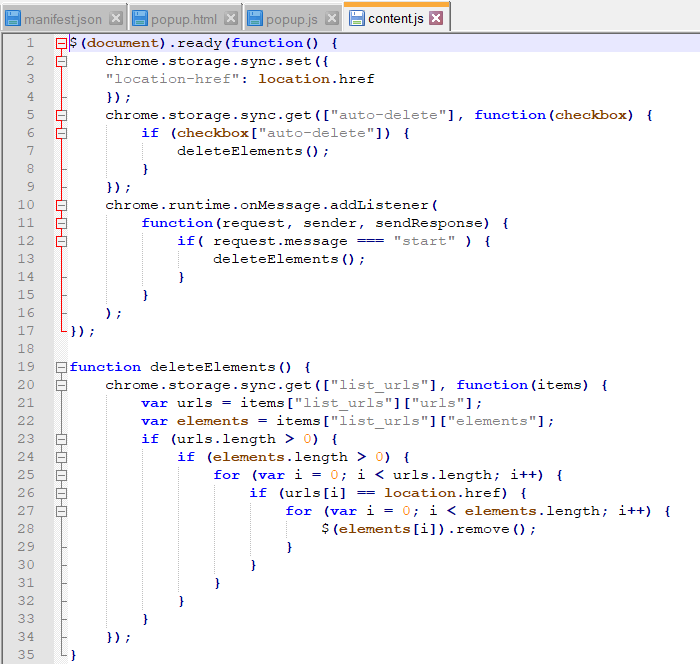 manifest.json popup.html popup.js content.js
1 $(document).ready(function() {
2     chrome.storage.sync.set({
3     "location-href": location.href
4     });
5     chrome.storage.sync.get(["auto-delete"], function(checkbox) {
6         if (checkbox["auto-delete"]) {
7             deleteElements();
8         }
9     });
10     chrome.runtime.onMessage.addListener(
11         function(request, sender, sendResponse) {
12             if( request.message === "start" ) {
13                 deleteElements();
14             }
15         }
16     );
17 });
18
19 function deleteElements() {
20     chrome.storage.sync.get(["list_urls"], function(items) {
21         var urls = items["list_urls"]["urls"];
22         var elements = items["list_urls"]["elements"];
23         if (urls.length > 0) {
24             if (elements.length > 0) {
25                 for (var i = 0; i < urls.length; i++) {
26                     if (urls[i] == location.href) {
27                         for (var i = 0; i < elements.length; i++) {
28                             $(elements[i]).remove();
29                         }
30                     }
31                 }
32             }
33         }
34     });
35 }